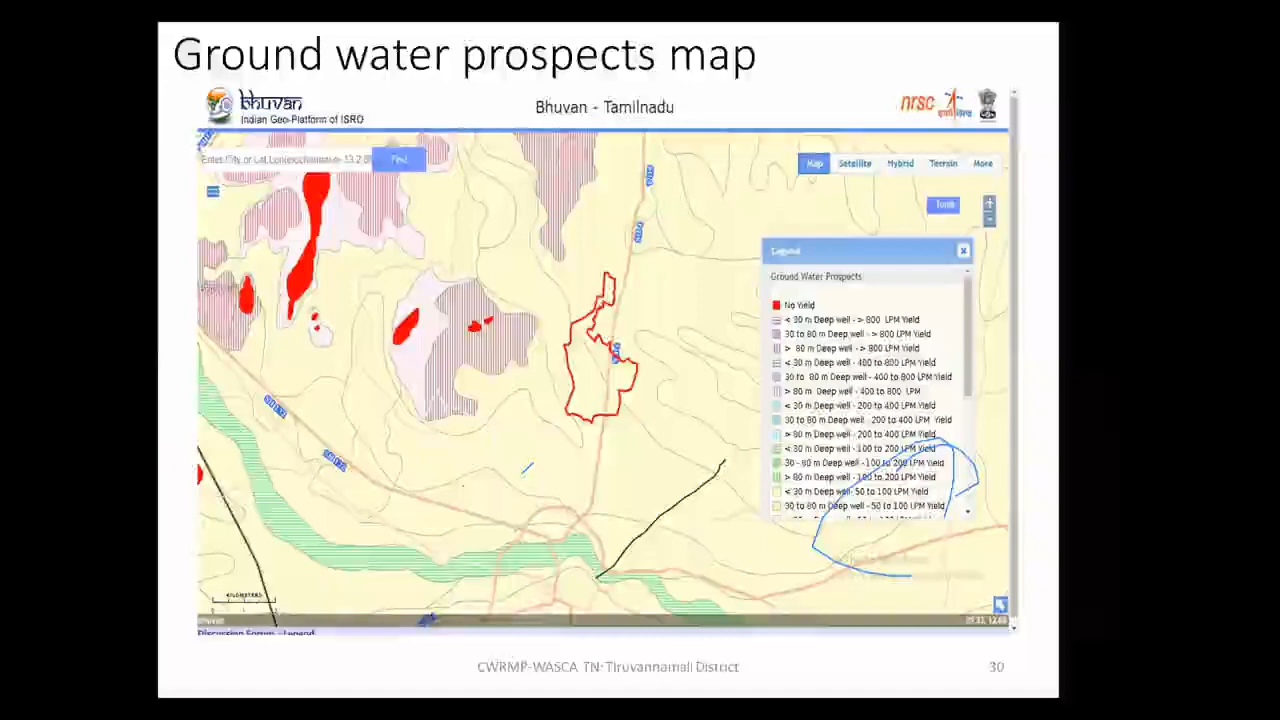 Ground water prospects map
bhuvan
Indian Geo-Platform of ISRO
Bhuvan - Tamilnadu
nrsc
Find
Map Satellite Hybrid Terrain More
Tools
Legend
Ground Water Prospects
No Yield
< 30 m Deep well - > 800 LPM Yield
30 to 80 m Deep well - > 800 LPM Yield
> 80 m Deep well - > 800 LPM Yield
< 30 m Deep well - 400 to 800 LPM Yield
30 to 80 m Deep well - 400 to 800 LPM Yield
> 80 m Deep well - 400 to 800 LPM
< 30 m Deep well - 200 to 400 LPM Yield
30 to 80 m Deep well - 200 to 400 LPM Yield
> 80 m Deep well - 200 to 400 LPM Yield
< 30 m Deep well - 100 to 200 LPM Yield
30 - 80 m Deep well - 100 to 200 LPM Yield
> 80 m Deep well - 100 to 200 LPM Yield
< 30 m Deep well - 50 to 100 LPM Yield
30 to 80 m Deep well - 50 to 100 LPM Yield
KILOMETERS
Discussion Forum - Legend
CWRMP-WASCA TN: Tiruvannamali District
30